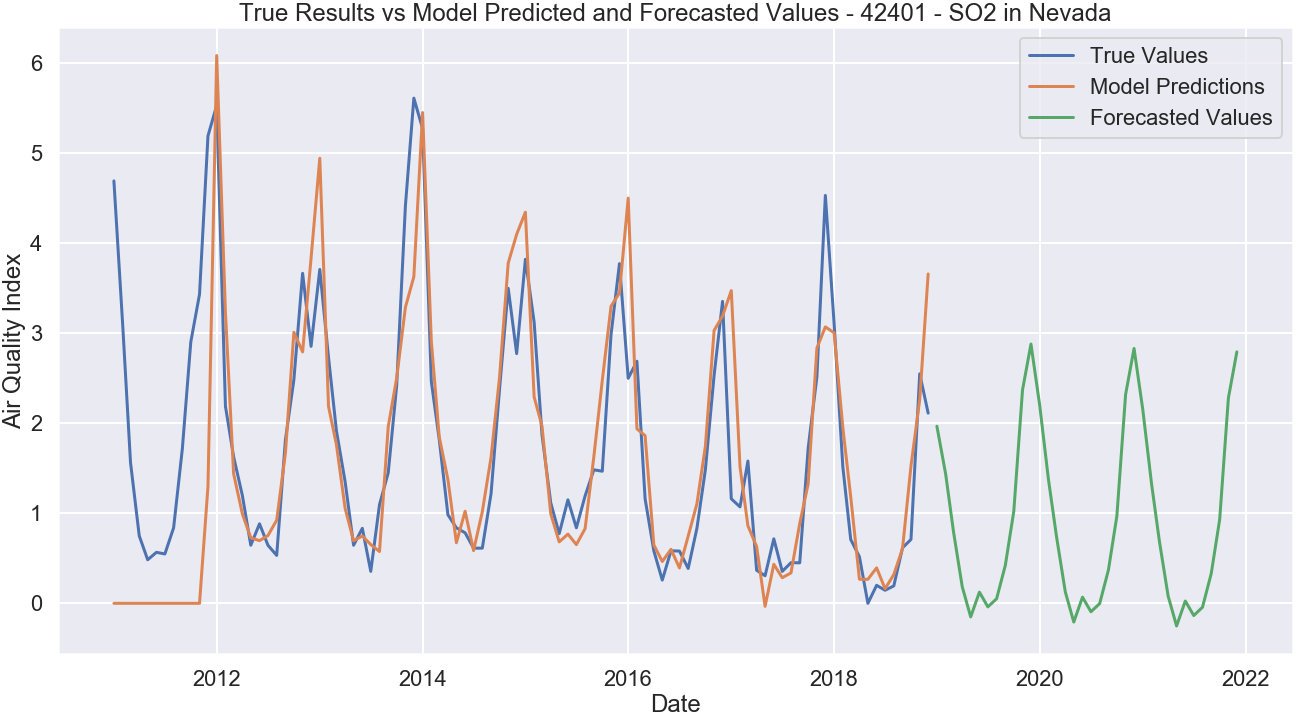 True Results vs Model Predicted and Forecasted Values - 42401 - SO2 in Nevada
True Values
Model Predictions
Forecasted Values
Air Quality Index
6
5
4
3
2
1
0
2012
2014
2016
2018
2020
2022
Date